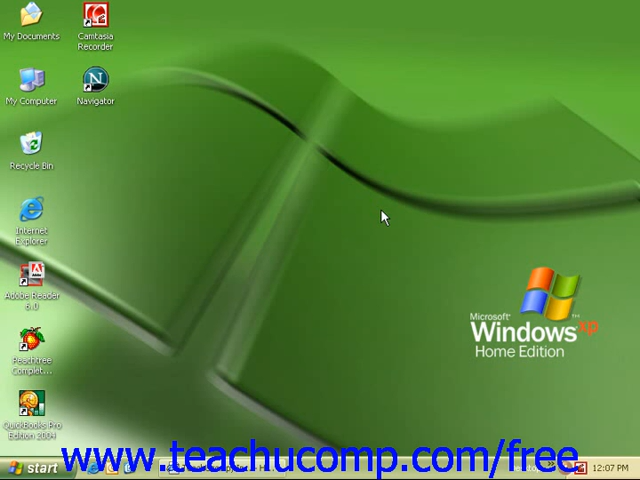 My Documents
Camtasia
Recorder
My Computer
Navigator
Recycle Bin
Internet
Explorer
Adobe Reader
6.0
Peachtree
Complet...
QuickBooks Pro
Edition 2004
Microsoft®
Windows xp
Home Edition
start
12:07 PM
www.teachucomp.com/free